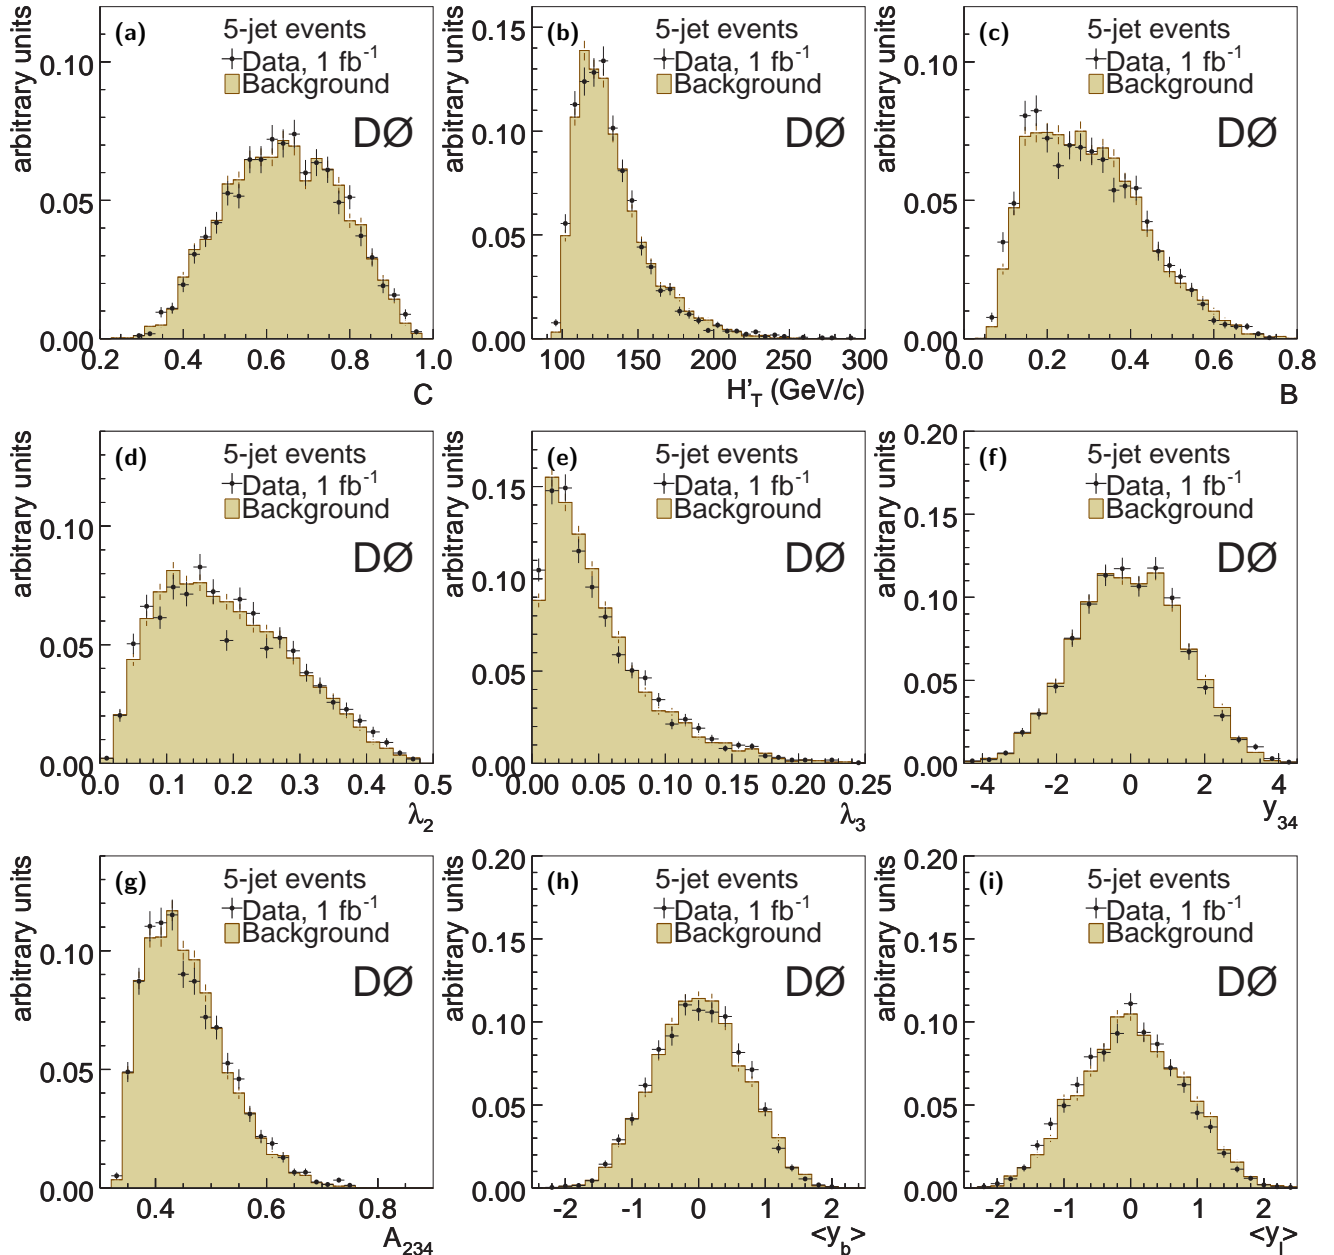 (a) 5-jet events
Data, 1 fb⁻¹
Background
DØ
arbitrary units
0.10
0.05
0.00
0.2 0.4 0.6 0.8 1.0
C
(b) 5-jet events
Data, 1 fb⁻¹
Background
DØ
arbitrary units
0.15
0.10
0.05
0.00
100 150 200 250 300
H'_T (GeV/c)
(c) 5-jet events
Data, 1 fb⁻¹
Background
DØ
arbitrary units
0.10
0.05
0.00
0.0 0.2 0.4 0.6 0.8
B
(d) 5-jet events
Data, 1 fb⁻¹
Background
DØ
arbitrary units
0.10
0.05
0.00
0.0 0.1 0.2 0.3 0.4 0.5
λ₂
(e) 5-jet events
Data, 1 fb⁻¹
Background
DØ
arbitrary units
0.15
0.10
0.05
0.00
0.00 0.05 0.10 0.15 0.20 0.25
λ₃
(f) 5-jet events
Data, 1 fb⁻¹
Background
DØ
arbitrary units
0.20
0.15
0.10
0.05
0.00
-4 -2 0 2 4
y₃₄
(g) 5-jet events
Data, 1 fb⁻¹
Background
DØ
arbitrary units
0.10
0.05
0.00
0.4 0.6 0.8
A₂₃₄
(h) 5-jet events
Data, 1 fb⁻¹
Background
DØ
arbitrary units
0.20
0.15
0.10
0.05
0.00
-2 -1 0 1 2
<y_b>
(i) 5-jet events
Data, 1 fb⁻¹
Background
DØ
arbitrary units
0.20
0.15
0.10
0.05
0.00
-2 -1 0 1 2
<y_l>